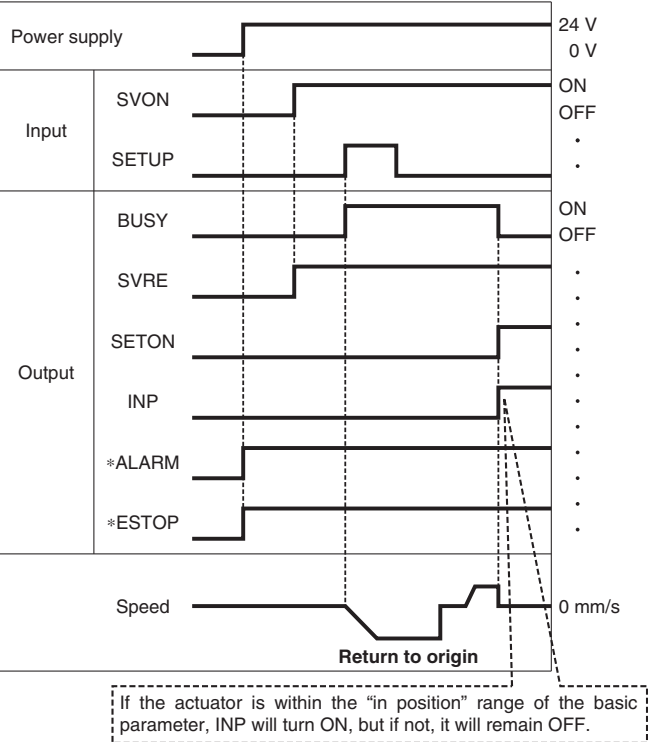 Power supply
24 V
0 V
Input
SVON
ON
OFF
SETUP
Output
BUSY
ON
OFF
SVRE
SETON
INP
*ALARM
*ESTOP
Speed
0 mm/s
Return to origin
If the actuator is within the “in position” range of the basic
parameter, INP will turn ON, but if not, it will remain OFF.